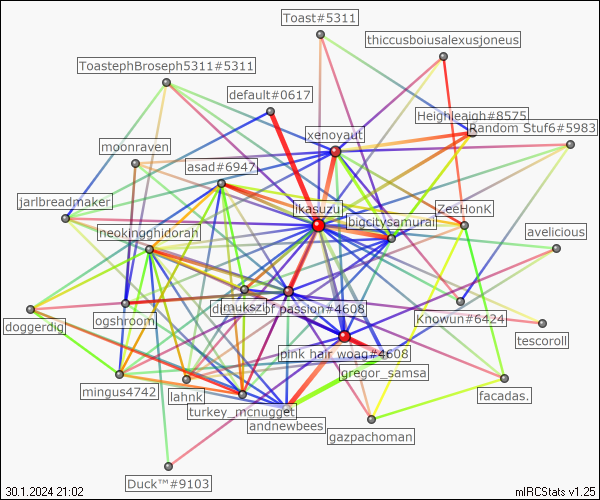 Toast#5311
thiccusboiusalexusjoneus
ToastephBroseph5311#5311
default#0617
Heighleaigh#8575
Random Stuf6#5983
xenoyaut
moonraven
asad#6947
jarlbreadmaker
ikasuzu
ZeeHonK
bigcitysamurai
neokingghidorah
avelicious
mukszi
of passion#4608
ogshroom
Knowun#6424
doggerdig
tescoroll
pink hair woag#4608
gregor_samsa
mingus4742
lahnk
facadas.
turkey_mcnugget
andnewbees
gazpachoman
Duck™#9103
30.1.2024 21:02
mIRCStats v1.25